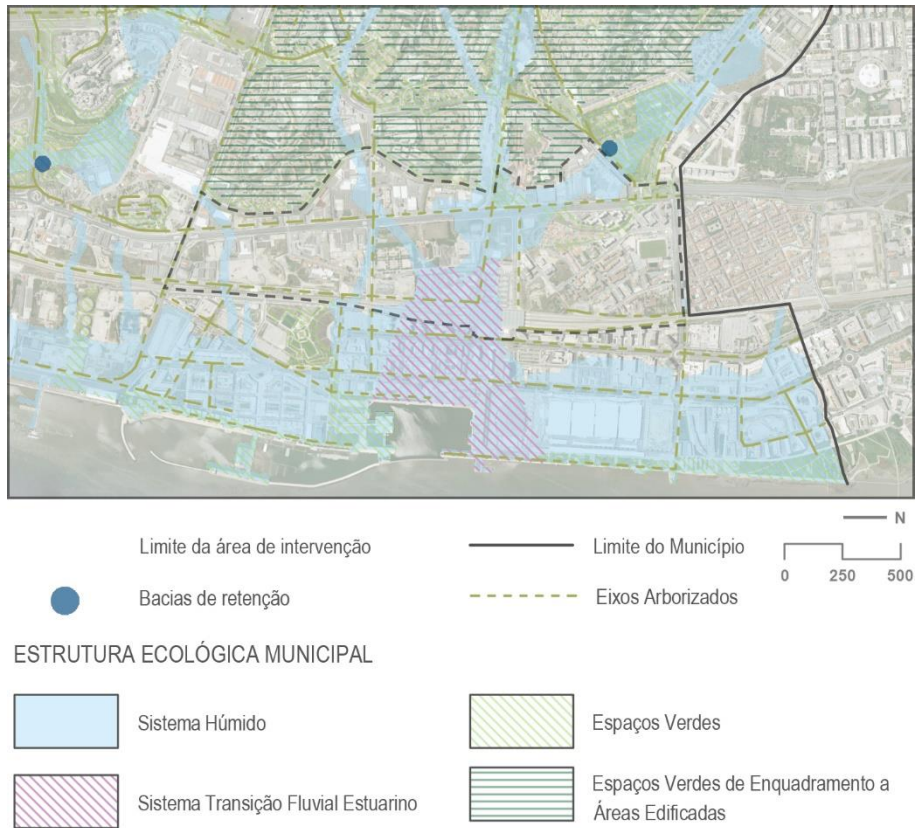 N
Limite da área de intervenção
Limite do Município
0 250 500
Bacias de retenção
Eixos Arborizados
ESTRUTURA ECOLÓGICA MUNICIPAL
Sistema Húmido
Espaços Verdes
Sistema Transição Fluvial Estuarino
Espaços Verdes de Enquadramento a
Áreas Edificadas